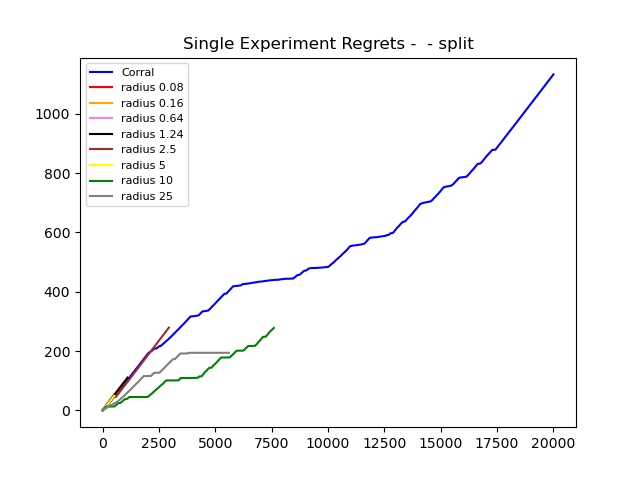 Single Experiment Regrets -  - split
Corral
radius 0.08
radius 0.16
radius 0.64
radius 1.24
radius 2.5
radius 5
radius 10
radius 25
1000
800
600
400
200
0
0 2500 5000 7500 10000 12500 15000 17500 20000